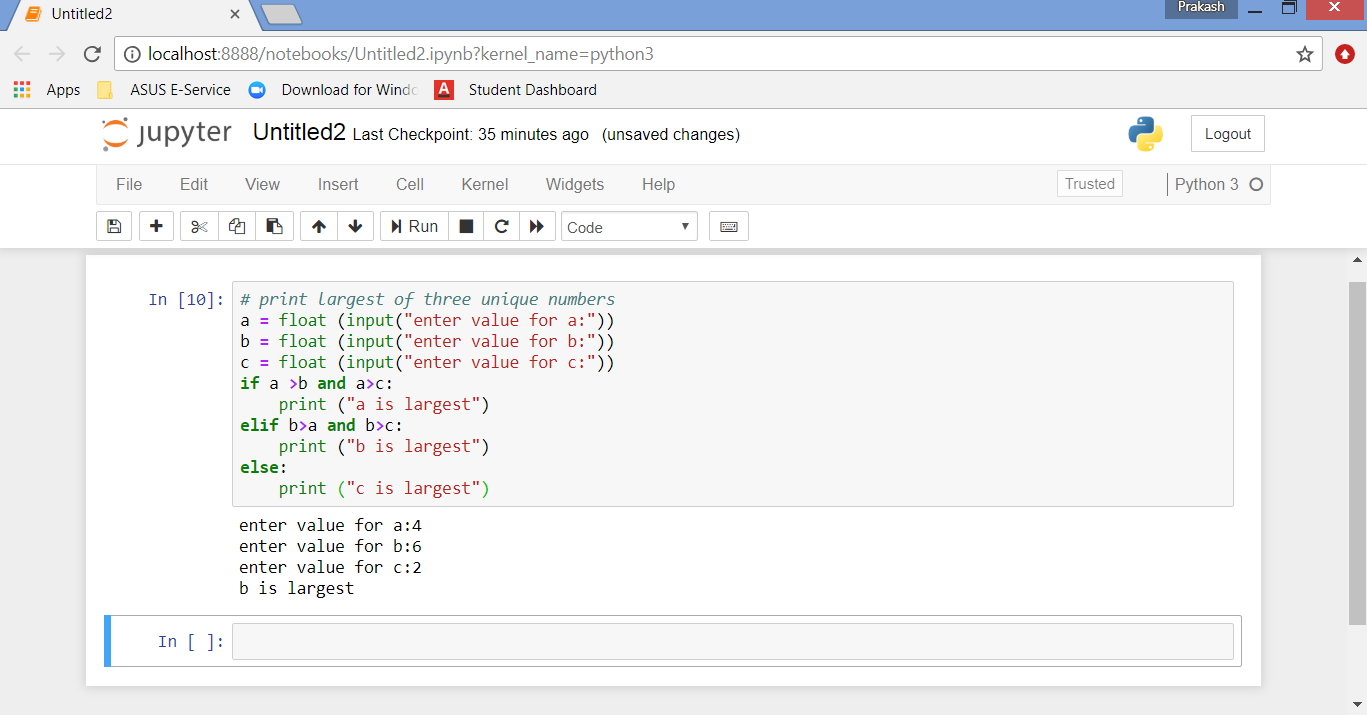 Untitled2
Prakash
localhost:8888/notebooks/Untitled2.ipynb?kernel_name=python3
Apps ASUS E-Service Download for Windo A Student Dashboard
jupyter Untitled2 Last Checkpoint: 35 minutes ago (unsaved changes) Logout
File Edit View Insert Cell Kernel Widgets Help Trusted Python 3
Run Code
In [10]: # print largest of three unique numbers
a = float (input("enter value for a:"))
b = float (input("enter value for b:"))
c = float (input("enter value for c:"))
if a >b and a>c:
    print ("a is largest")
elif b>a and b>c:
    print ("b is largest")
else:
    print ("c is largest")
enter value for a:4
enter value for b:6
enter value for c:2
b is largest
In [ ]: